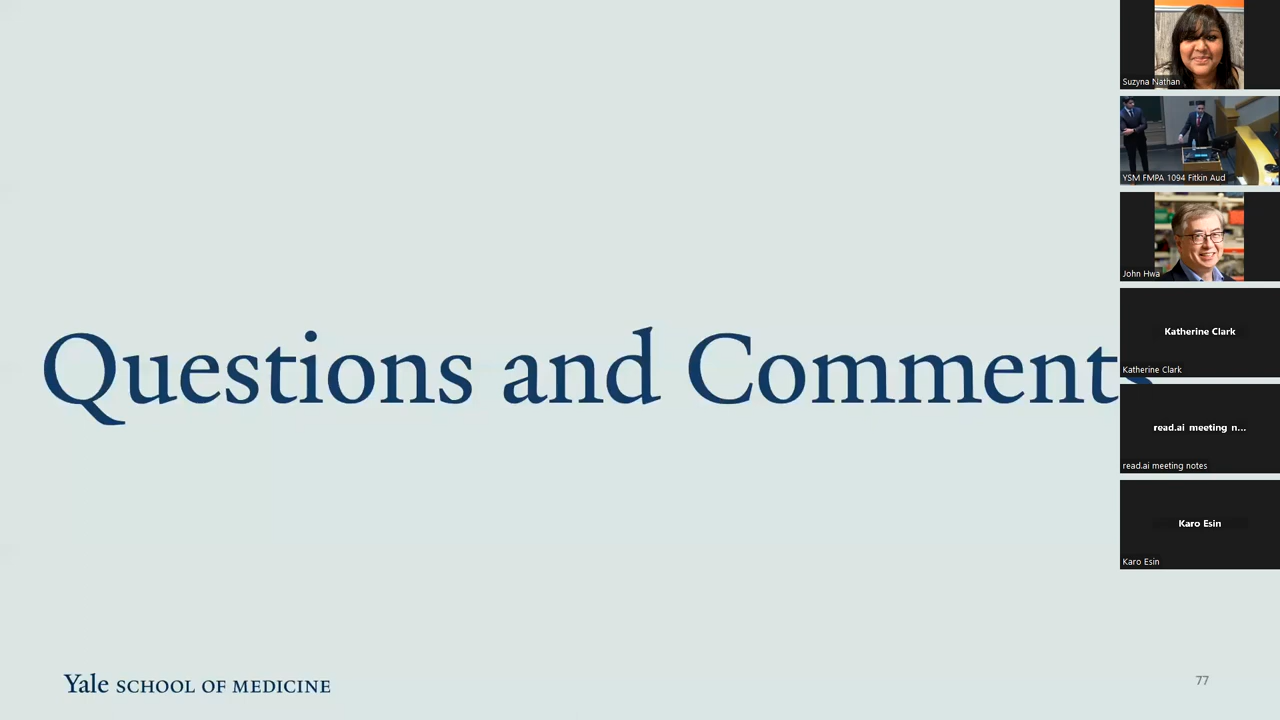 Questions and Comments
Yale SCHOOL OF MEDICINE
77
Suzyna Nathan
YSM FMPA 1094 Fitkin Aud
John Hwa
Katherine Clark
Katherine Clark
read.ai meeting n...
read.ai meeting notes
Karo Esin
Karo Esin